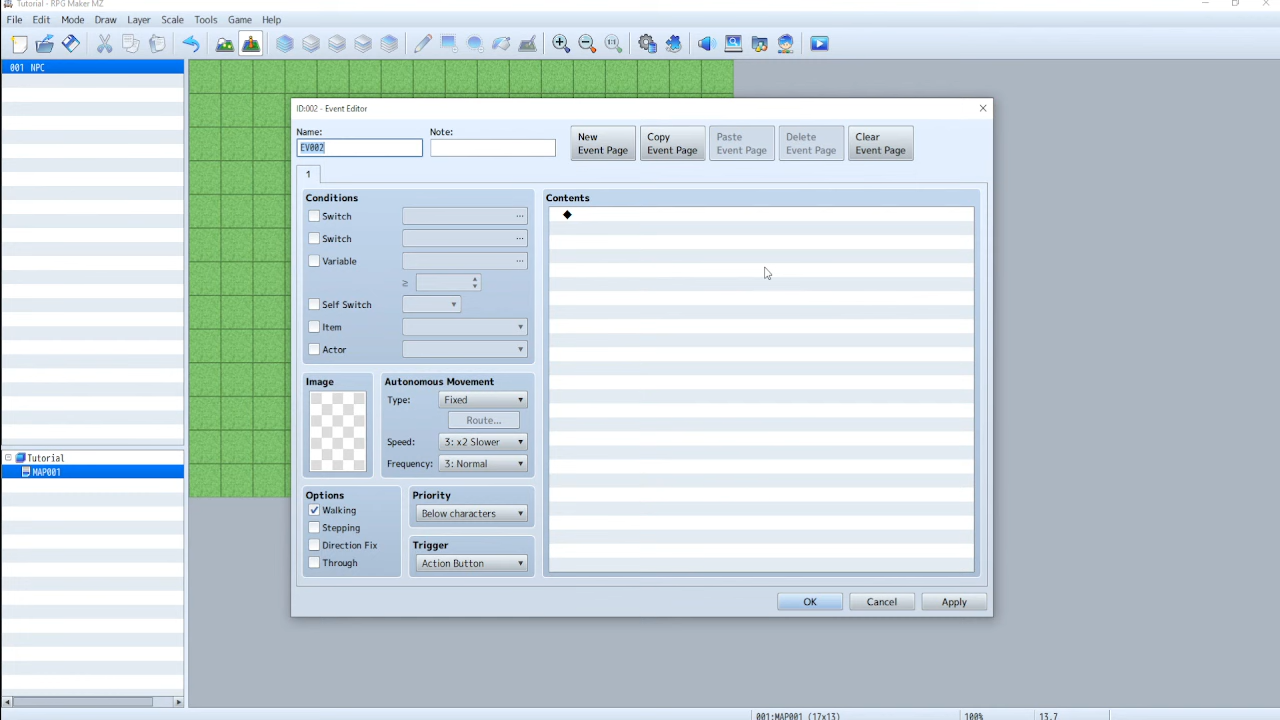 Tutorial - RPG Maker MZ
File Edit Mode Draw Layer Scale Tools Game Help
1:1
001 NPC
ID:002 - Event Editor
Name: Note:
EV002
New Event Page
Copy Event Page
Paste Event Page
Delete Event Page
Clear Event Page
1
Conditions
Switch ...
Switch ...
Variable ...
≥
Self Switch
Item
Actor
Image
Autonomous Movement
Type: Fixed
Route...
Speed: 3: x2 Slower
Frequency: 3: Normal
Options
Walking
Stepping
Direction Fix
Through
Priority
Below characters
Trigger
Action Button
Contents
◆
OK Cancel Apply
Tutorial
MAP001
001:MAP001 (17x13) 100% 13,7